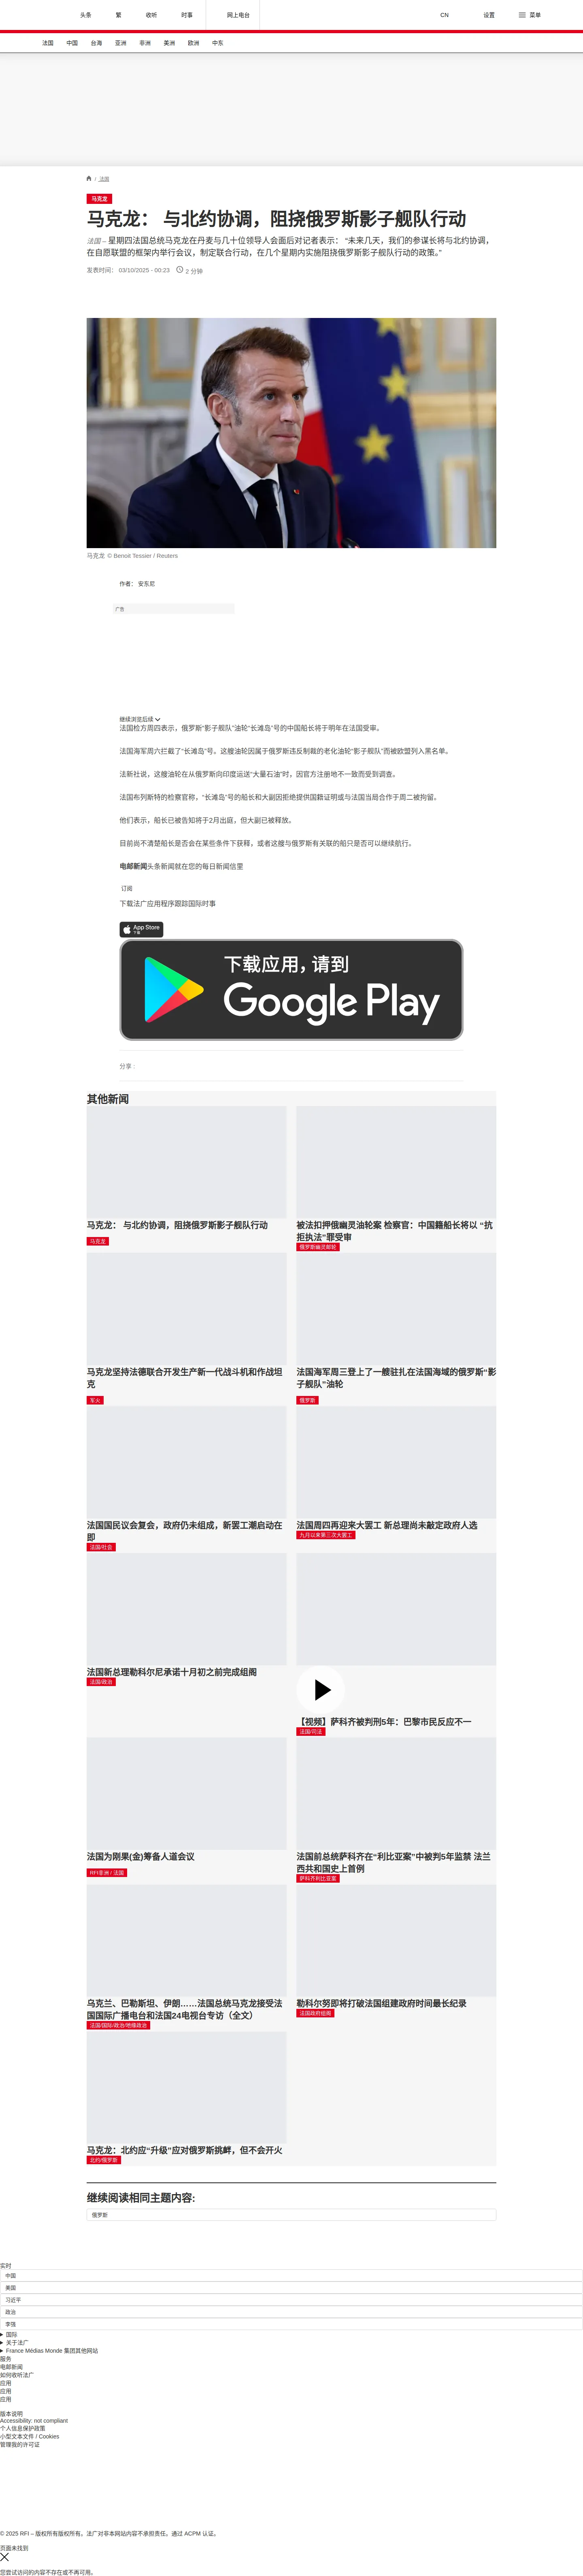 头条
繁
收听
时事
网上电台
CN
设置
菜单
法国
中国
台海
亚洲
非洲
美洲
欧洲
中东
/ 法国
马克龙
马克龙： 与北约协调，阻挠俄罗斯影子舰队行动
法国 – 星期四法国总统马克龙在丹麦与几十位领导人会面后对记者表示： “未来几天，我们的参谋长将与北约协调，
在自愿联盟的框架内举行会议，制定联合行动，在几个星期内实施阻挠俄罗斯影子舰队行动的政策。”
发表时间： 03/10/2025 - 00:23
2 分钟
马克龙 © Benoit Tessier / Reuters
作者： 安东尼
广告
继续浏览后续
法国检方周四表示，俄罗斯“影子舰队”油轮“长滩岛”号的中国船长将于明年在法国受审。
法国海军周六拦截了“长滩岛”号。这艘油轮因属于俄罗斯违反制裁的老化油轮“影子舰队”而被欧盟列入黑名单。
法新社说，这艘油轮在从俄罗斯向印度运送“大量石油”时，因官方注册地不一致而受到调查。
法国布列斯特的检察官称，“长滩岛”号的船长和大副因拒绝提供国籍证明或与法国当局合作于周二被拘留。
他们表示，船长已被告知将于2月出庭，但大副已被释放。
目前尚不清楚船长是否会在某些条件下获释，或者这艘与俄罗斯有关联的船只是否可以继续航行。
电邮新闻头条新闻就在您的每日新闻信里
订阅
下载法广应用程序跟踪国际时事
App Store
下载
下载应用，请到
Google Play
分享 :
其他新闻
马克龙： 与北约协调，阻挠俄罗斯影子舰队行动
马克龙
被法扣押俄幽灵油轮案 检察官：中国籍船长将以 “抗
拒执法”罪受审
俄罗斯幽灵邮轮
马克龙坚持法德联合开发生产新一代战斗机和作战坦
克
军火
法国海军周三登上了一艘驻扎在法国海域的俄罗斯“影
子舰队”油轮
俄罗斯
法国国民议会复会，政府仍未组成，新罢工潮启动在
即
法国/社会
法国周四再迎来大罢工 新总理尚未敲定政府人选
九月以来第三次大罢工
法国新总理勒科尔尼承诺十月初之前完成组阁
法国/政治
【视频】萨科齐被判刑5年：巴黎市民反应不一
法国/司法
法国为刚果(金)筹备人道会议
RFI非洲 / 法国
法国前总统萨科齐在“利比亚案”中被判5年监禁 法兰
西共和国史上首例
萨科齐利比亚案
乌克兰、巴勒斯坦、伊朗……法国总统马克龙接受法
国国际广播电台和法国24电视台专访（全文）
法国/国际/政治/地缘政治
勒科尔努即将打破法国组建政府时间最长纪录
法国政府组阁
马克龙：北约应“升级”应对俄罗斯挑衅，但不会开火
北约/俄罗斯
继续阅读相同主题内容:
俄罗斯
实时
中国
美国
习近平
政治
李强
国际
关于法广
France Médias Monde 集团其他网站
服务
电邮新闻
如何收听法广
应用
应用
应用
版本说明
Accessibility: not compliant
个人信息保护政策
小型文本文件 / Cookies
管理我的许可证
© 2025 RFI – 版权所有版权所有。法广对非本网站内容不承担责任。通过 ACPM 认证。
页面未找到
您尝试访问的内容不存在或不再可用。